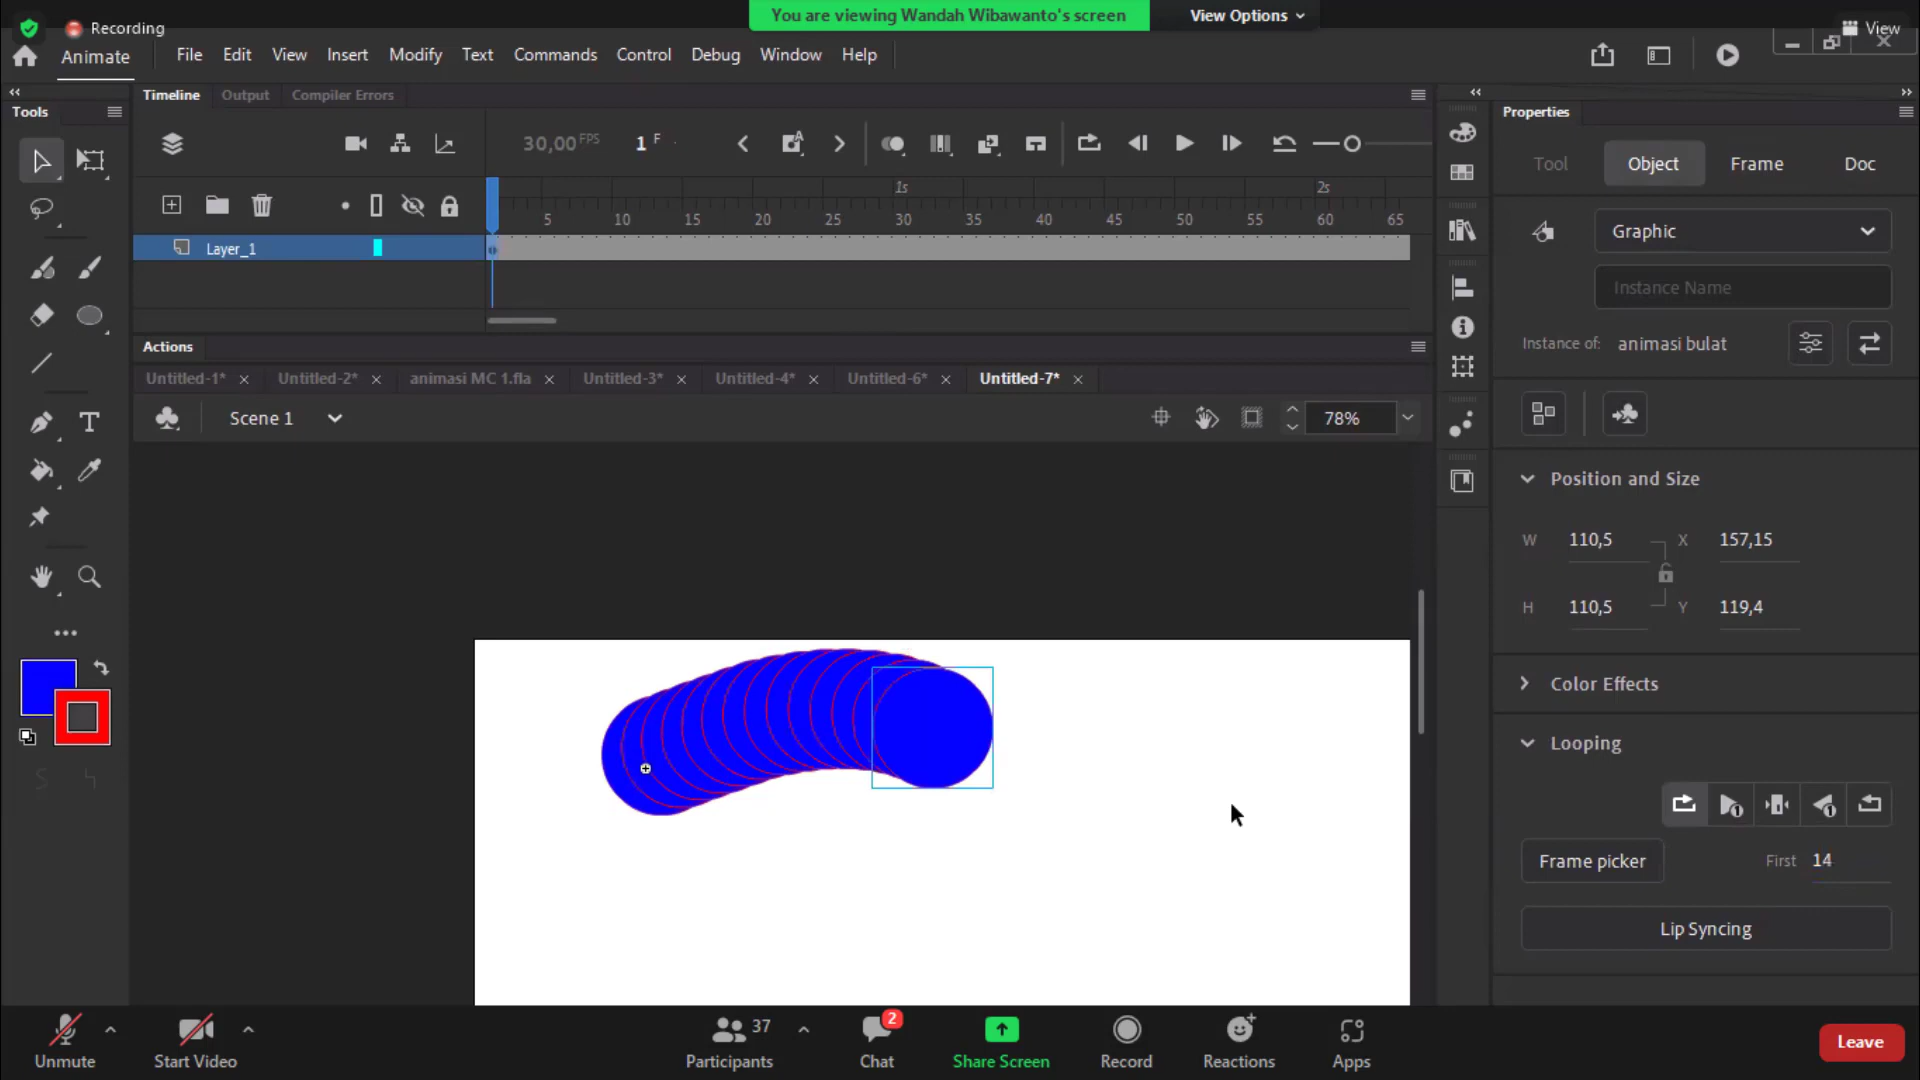 You are viewing Wandah Wibawanto's screen
View Options
Recording
View
Animate
File Edit View Insert Modify Text Commands Control Debug Window Help
Tools
Timeline Output Compiler Errors
Properties
30,00 FPS 1 F
Tool Object Frame Doc
1s 2s
5 10 15 20 25 30 35 40 45 50 55 60 65
Layer_1
Graphic
Instance Name
Instance of: animasi bulat
Actions
Untitled-1* Untitled-2* animasi MC 1.fla Untitled-3* Untitled-4* Untitled-6* Untitled-7*
Scene 1
78%
Position and Size
W 110,5 X 157,15
H 110,5 Y 119,4
Color Effects
Looping
Frame picker First 14
Lip Syncing
37
2
Unmute Start Video Participants Chat Share Screen Record Reactions Apps Leave